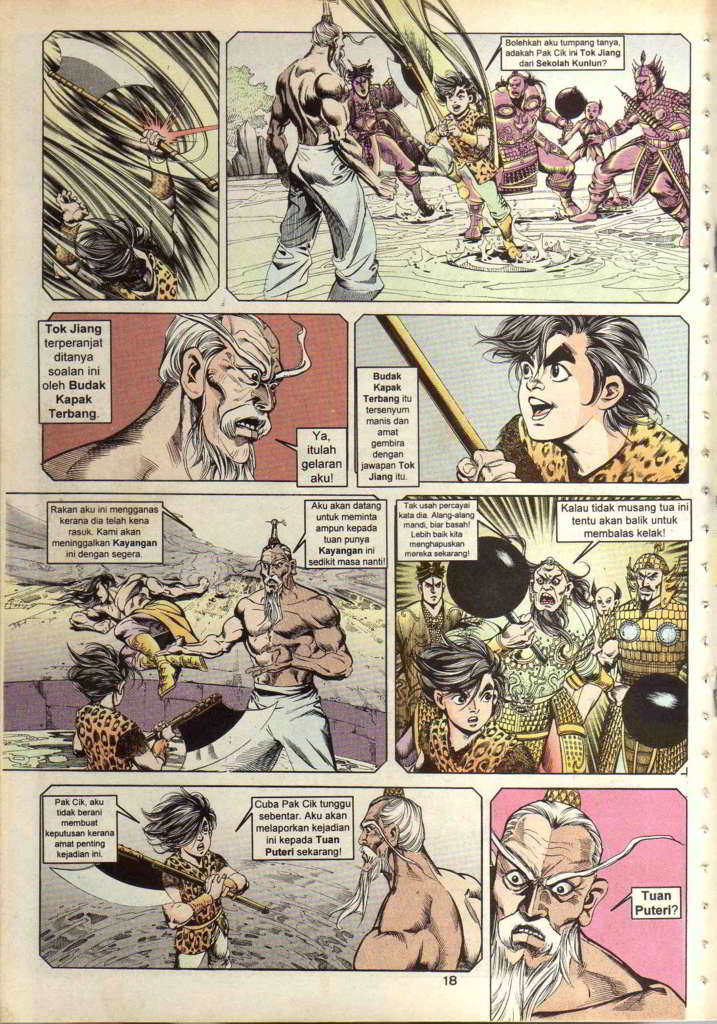 Bolehkah aku tumpang tanya,
adakah Pak Cik ini Tok Jiang
dari Sekolah Kunlun?
Tok Jiang
terperanjat
ditanya
soalan ini
oleh Budak
Kapak
Terbang.
Ya,
itulah
gelaran
aku!
Budak
Kapak
Terbang itu
tersenyum
manis dan
amat
gembira
dengan
jawapan Tok
Jiang itu.
Rakan aku ini mengganas
kerana dia telah kena
rasuk. Kami akan
meninggalkan Kayangan
ini dengan segera.
Aku akan datang
untuk meminta
ampun kepada
tuan punya
Kayangan ini
sedikit masa nanti!
Tak usah percayai
kata dia. Alang-alang
mandi, biar basah!
Lebih baik kita
menghapuskan
mereka sekarang!
Kalau tidak musang tua ini
tentu akan balik untuk
membalas kelak!
Pak Cik, aku
tidak berani
membuat
keputusan kerana
amat penting
kejadian ini.
Cuba Pak Cik tunggu
sebentar. Aku akan
melaporkan kejadian
ini kepada Tuan
Puteri sekarang!
Tuan
Puteri?
18